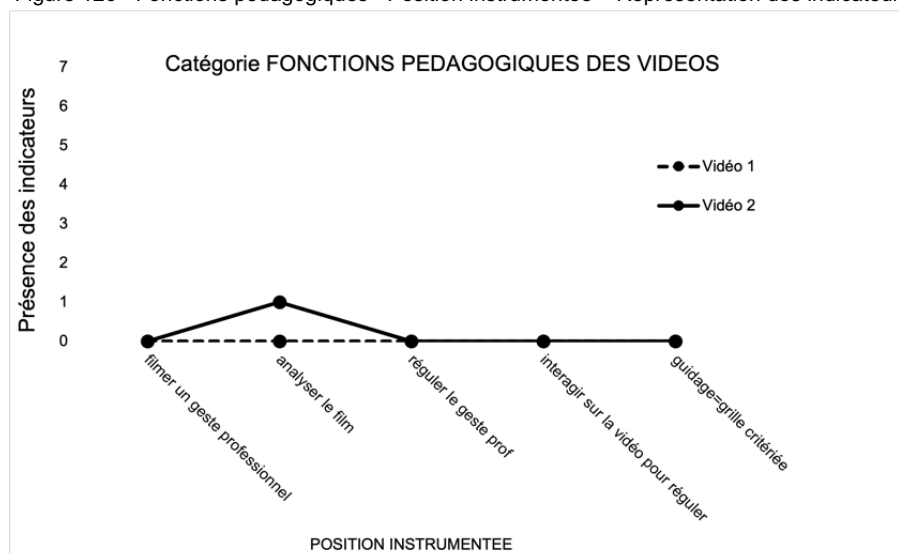 Catégorie FONCTIONS PEDAGOGIQUES DES VIDEOS
Présence des indicateurs
7
6
5
4
3
2
1
0
Vidéo 1
Vidéo 2
filmer un geste professionnel
analyser le film
réguler le geste prof
interagir sur la vidéo pour réguler
guidage=grille critériée
POSITION INSTRUMENTEE